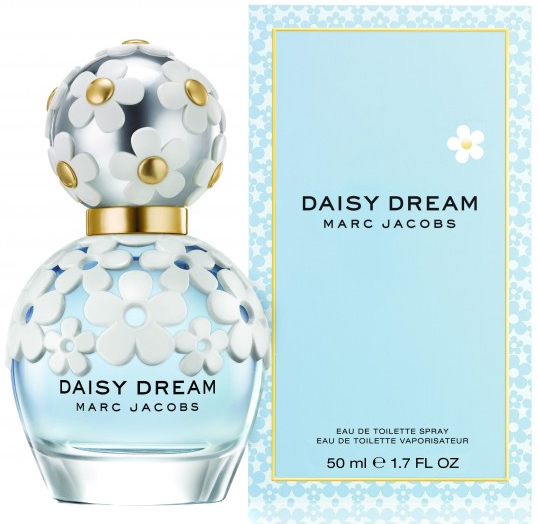 DAISY DREAM
MARC JACOBS
DAISY DREAM
MARC JACOBS
EAU DE TOILETTE SPRAY
EAU DE TOILETTE VAPORISATEUR
50 ml ℮ 1.7 FL OZ